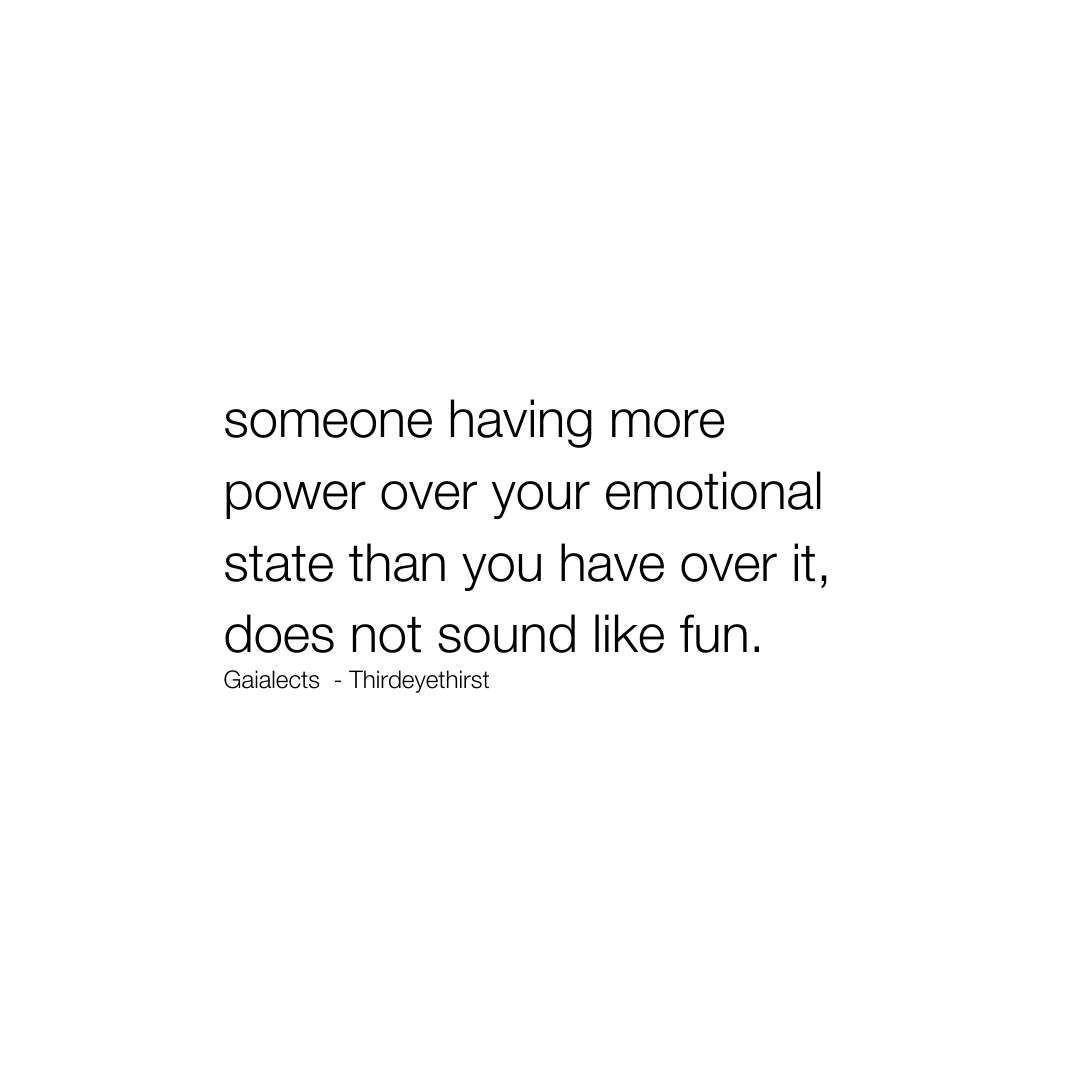 someone having more
power over your emotional
state than you have over it,
does not sound like fun.
Gaialects - Thirdeyethirst